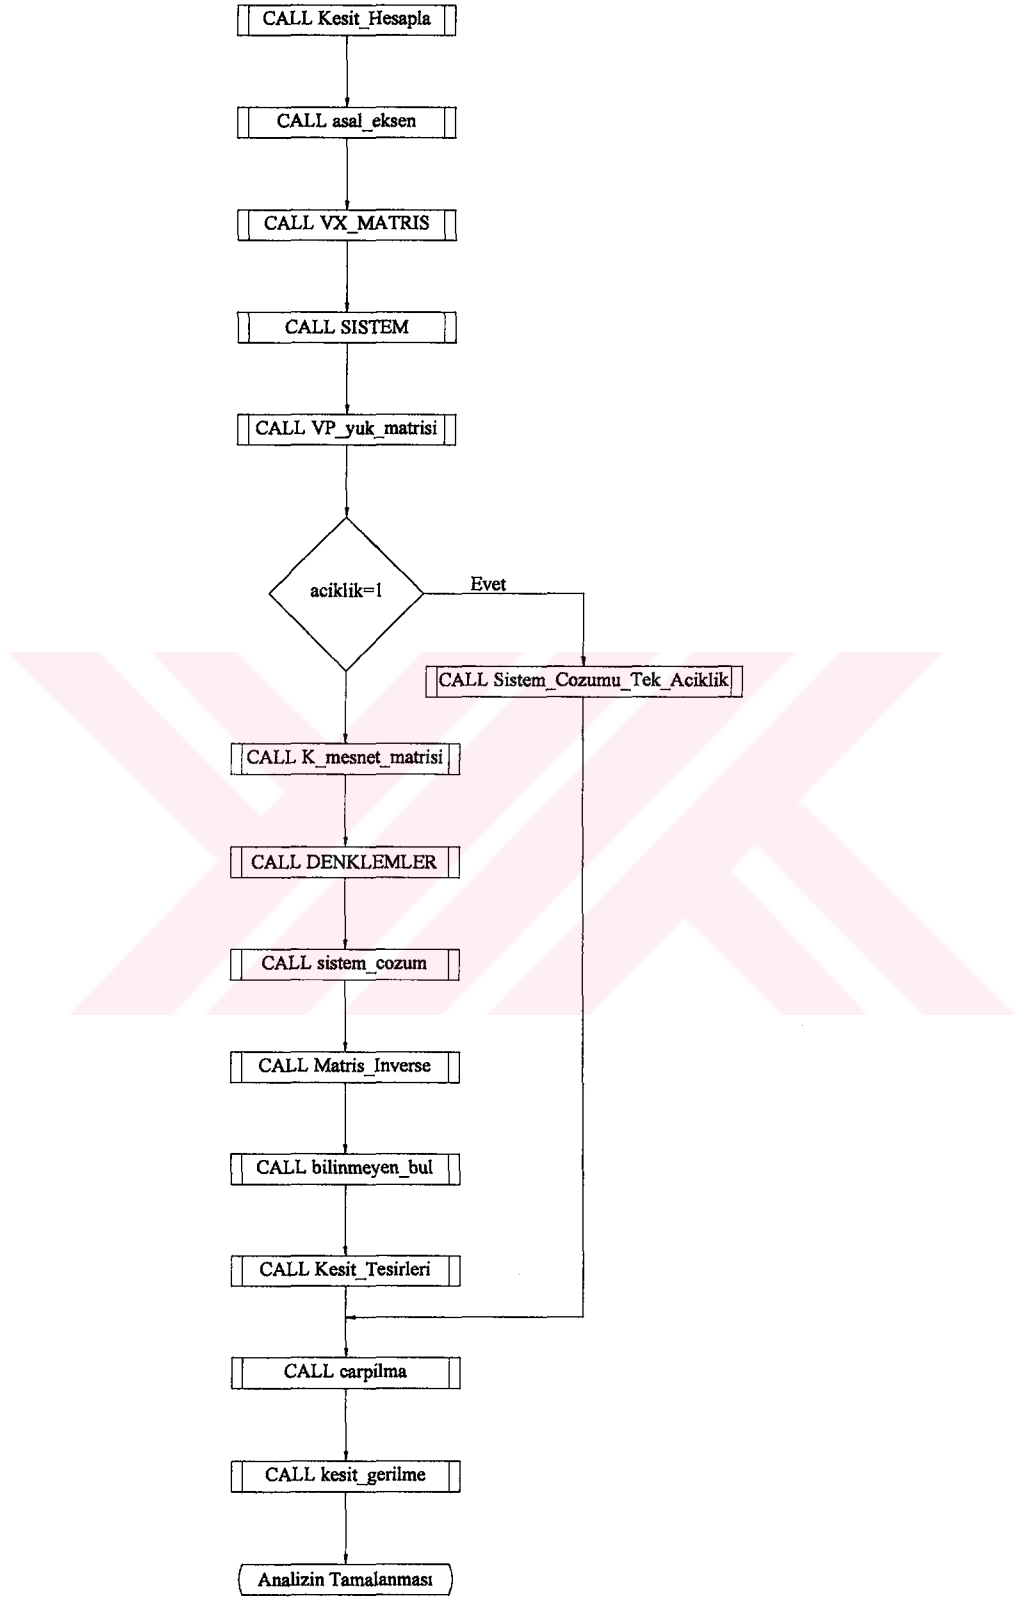 CALL Kesit_Hesapla
CALL asal_eksen
CALL VX_MATRIS
CALL SISTEM
CALL VP_yuk_matrisi
aciklik=1
Evet
CALL Sistem_Cozumu_Tek_Aciklik
CALL K_mesnet_matrisi
CALL DENKLEMLER
CALL sistem_cozum
CALL Matris_Inverse
CALL bilinmeyen_bul
CALL Kesit_Tesirleri
CALL carpilma
CALL kesit_gerilme
Analizin Tamalanması